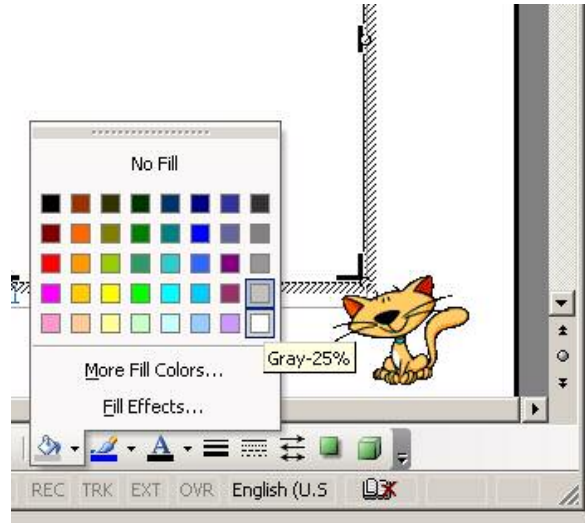 No Fill
Gray-25%
More Fill Colors...
Fill Effects...
A
REC TRK EXT OVR English (U.S